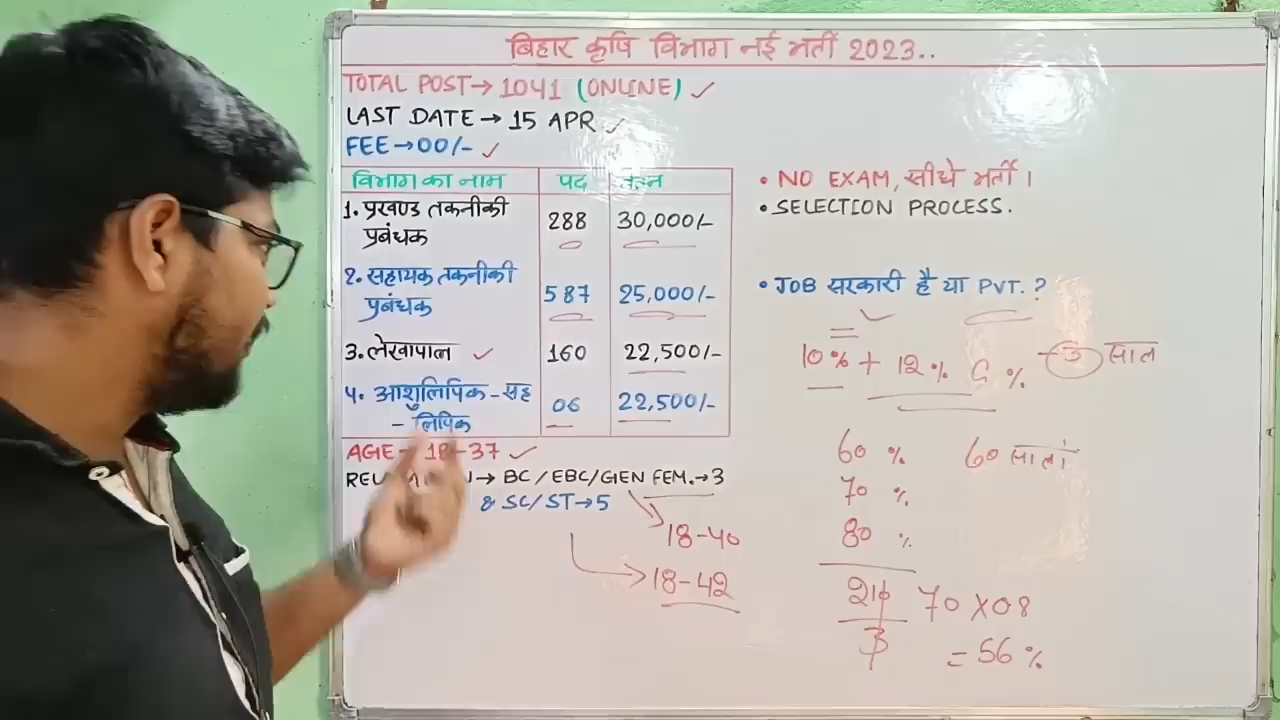 बिहार कृषि विभाग नई भर्ती 2023..
TOTAL POST→ 1041 (ONLINE) ✓
LAST DATE → 15 APR ✓
FEE →00/- ✓
विभाग का नाम पद
1. प्रखण्ड तकनीकी प्रबंधक 288 30,000/-
2. सहायक तकनीकी प्रबंधक 587 25,000/-
3. लेखापाल ✓ 160 22,500/-
4. आशुलिपिक - सह - लिपिक 06 22,500/-
AGE- 18-37 ✓
→ BC / EBC/GEN FEM.→3
& SC/ ST→5
18-40
18-42
• NO EXAM, सीधे भर्ती ।
• SELECTION PROCESS.
• JOB सरकारी है या PVT. ?
10% + 12% % साल
60 % 60 सालों
70 %
80 %
210 70 X 08
3 = 56 %